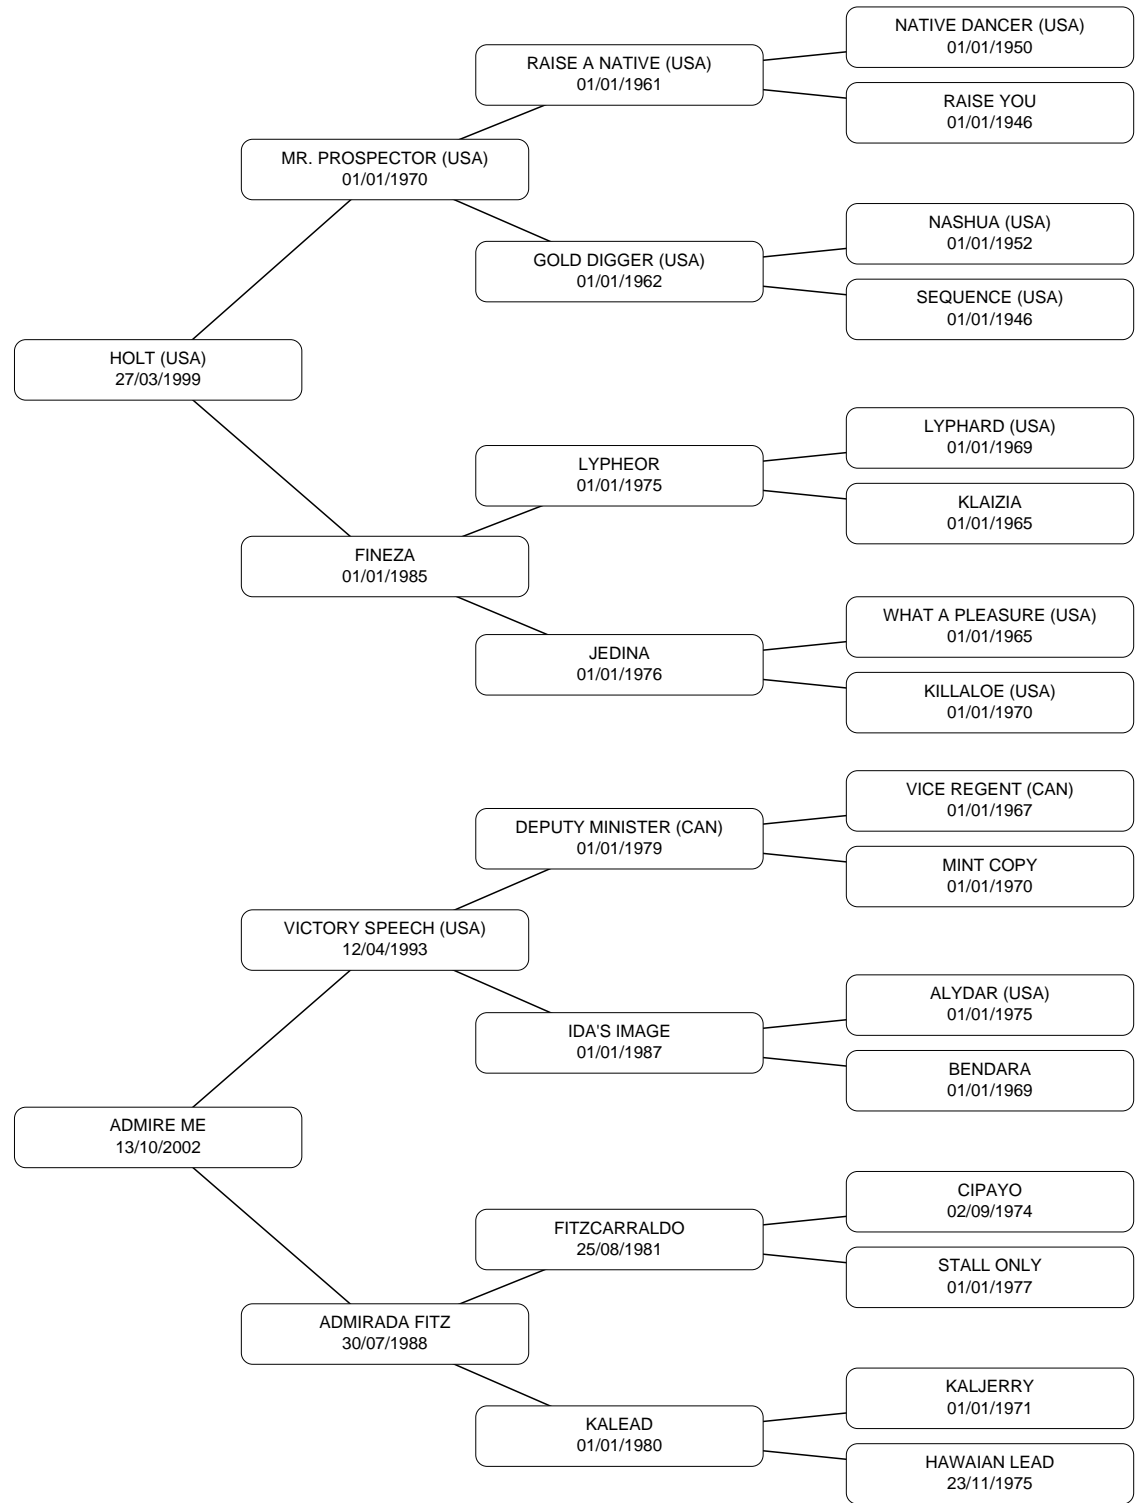 NATIVE DANCER (USA)
01/01/1950
RAISE A NATIVE (USA)
01/01/1961
RAISE YOU
01/01/1946
MR. PROSPECTOR (USA)
01/01/1970
NASHUA (USA)
01/01/1952
GOLD DIGGER (USA)
01/01/1962
SEQUENCE (USA)
01/01/1946
HOLT (USA)
27/03/1999
LYPHARD (USA)
01/01/1969
LYPHEOR
01/01/1975
KLAIZIA
01/01/1965
FINEZA
01/01/1985
WHAT A PLEASURE (USA)
01/01/1965
JEDINA
01/01/1976
KILLALOE (USA)
01/01/1970
VICE REGENT (CAN)
01/01/1967
DEPUTY MINISTER (CAN)
01/01/1979
MINT COPY
01/01/1970
VICTORY SPEECH (USA)
12/04/1993
ALYDAR (USA)
01/01/1975
IDA'S IMAGE
01/01/1987
BENDARA
01/01/1969
ADMIRE ME
13/10/2002
CIPAYO
02/09/1974
FITZCARRALDO
25/08/1981
STALL ONLY
01/01/1977
ADMIRADA FITZ
30/07/1988
KALJERRY
01/01/1971
KALEAD
01/01/1980
HAWAIAN LEAD
23/11/1975